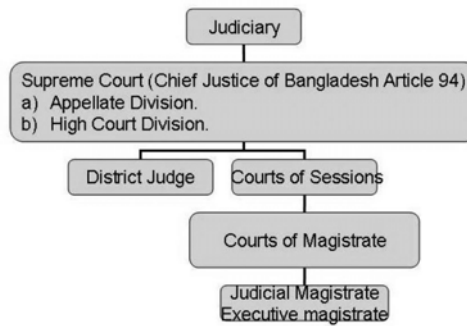 Judiciary
Supreme Court (Chief Justice of Bangladesh Article 94)
a) Appellate Division.
b) High Court Division.
District Judge
Courts of Sessions
Courts of Magistrate
Judicial Magistrate
Executive magistrate